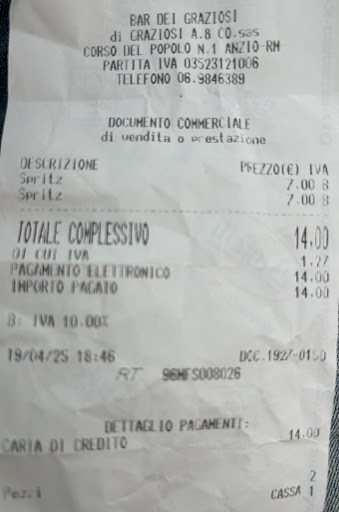 BAR DEI GRAZIOSI
di GRAZIOSI A.& CO.sas
CORSO DEL POPOLO N.1 ANZIO-RM
PARTITA IVA 03523121006
TELEFONO 06.9846389
DOCUMENTO COMMERCIALE
di vendita o prestazione
DESCRIZIONE PREZZO(€) IVA
Spritz 7.00 B
Spritz 7.00 B
TOTALE COMPLESSIVO 14.00
DI CUI IVA 1.27
PAGAMENTO ELETTRONICO 14.00
IMPORTO PAGATO 14.00
B: IVA 10.00%
19/04/25 18:46 DOC.1927-0150
RT 96MFS008026
DETTAGLIO PAGAMENTI:
CARTA DI CREDITO 14.00
Pezzi 2
CASSA 1